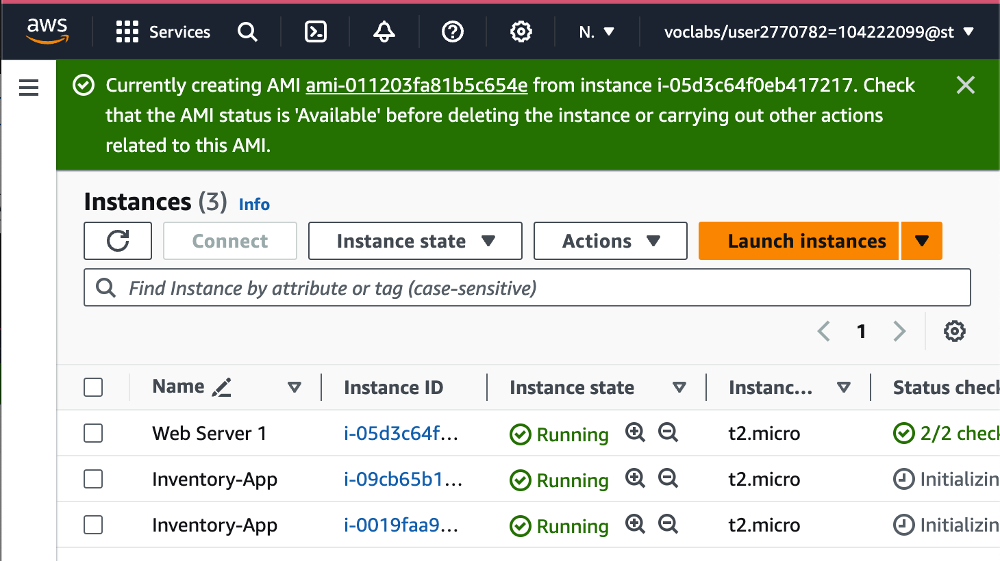 aws Services N. voclabs/user2770782=104222099@st
Currently creating AMI ami-011203fa81b5c654e from instance i-05d3c64f0eb417217. Check
that the AMI status is 'Available' before deleting the instance or carrying out other actions
related to this AMI.
Instances (3) Info
Connect Instance state Actions Launch instances
Find Instance by attribute or tag (case-sensitive)
1
Name Instance ID Instance state Instanc... Status check
Web Server 1 i-05d3c64f... Running t2.micro 2/2 check
Inventory-App i-09cb65b1... Running t2.micro Initializin
Inventory-App i-0019faa9... Running t2.micro Initializin